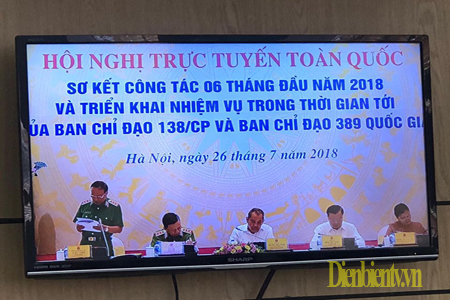 HỘI NGHỊ TRỰC TUYẾN TOÀN QUỐC
SƠ KẾT CÔNG TÁC 06 THÁNG ĐẦU NĂM 2018
VÀ TRIỂN KHAI NHIỆM VỤ TRONG THỜI GIAN TỚI
ỦA BAN CHỈ ĐẠO 138/CP VÀ BAN CHỈ ĐẠO 389 QUỐC GIA
Hà Nội, ngày 26 tháng 7 năm 2018
SHARP
Dienbientv.vn